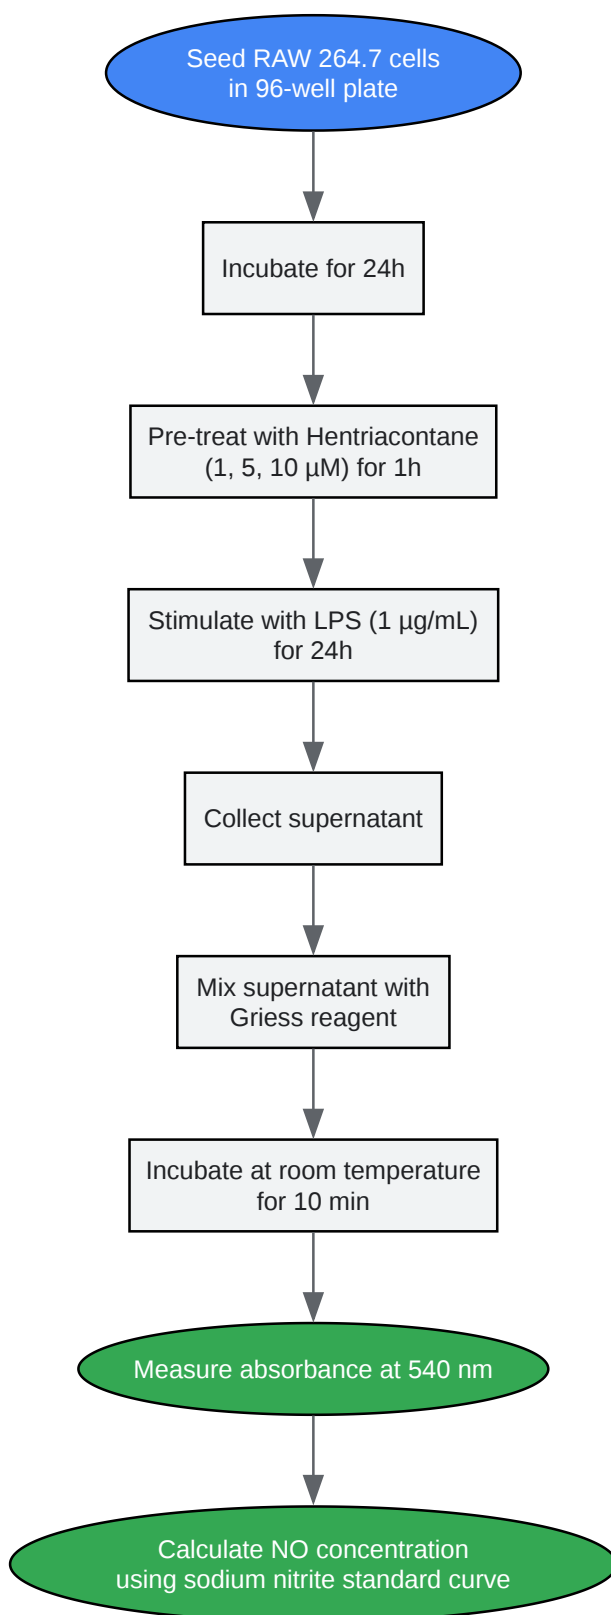 Seed RAW 264.7 cells
in 96-well plate
Incubate for 24h
Pre-treat with Hentriacontane
(1, 5, 10 µM) for 1h
Stimulate with LPS (1 µg/mL)
for 24h
Collect supernatant
Mix supernatant with
Griess reagent
Incubate at room temperature
for 10 min
Measure absorbance at 540 nm
Calculate NO concentration
using sodium nitrite standard curve